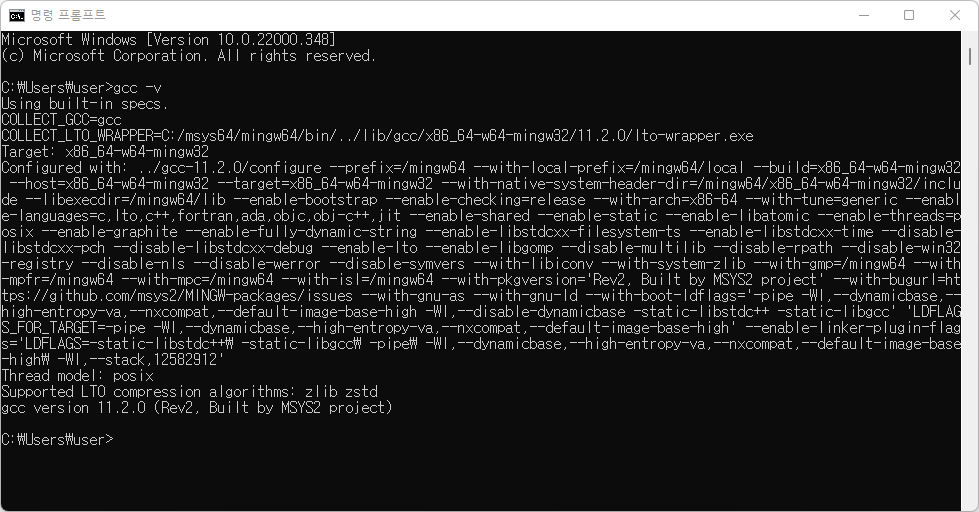 명령 프롬프트
Microsoft Windows [Version 10.0.22000.348]
(c) Microsoft Corporation. All rights reserved.
C:₩Users₩user>gcc -v
Using built-in specs.
COLLECT_GCC=gcc
COLLECT_LTO_WRAPPER=C:/msys64/mingw64/bin/../lib/gcc/x86_64-w64-mingw32/11.2.0/lto-wrapper.exe
Target: x86_64-w64-mingw32
Configured with: ../gcc-11.2.0/configure --prefix=/mingw64 --with-local-prefix=/mingw64/local --build=x86_64-w64-mingw32
 --host=x86_64-w64-mingw32 --target=x86_64-w64-mingw32 --with-native-system-header-dir=/mingw64/x86_64-w64-mingw32/inclu
de --libexecdir=/mingw64/lib --enable-bootstrap --enable-checking=release --with-arch=x86-64 --with-tune=generic --enabl
e-languages=c,lto,c++,fortran,ada,objc,obj-c++,jit --enable-shared --enable-static --enable-libatomic --enable-threads=p
osix --enable-graphite --enable-fully-dynamic-string --enable-libstdcxx-filesystem-ts --enable-libstdcxx-time --disable-
libstdcxx-pch --disable-libstdcxx-debug --enable-lto --enable-libgomp --disable-multilib --disable-rpath --disable-win32
-registry --disable-nls --disable-werror --disable-symvers --with-libiconv --with-system-zlib --with-gmp=/mingw64 --with
-mpfr=/mingw64 --with-mpc=/mingw64 --with-isl=/mingw64 --with-pkgversion='Rev2, Built by MSYS2 project' --with-bugurl=ht
tps://github.com/msys2/MINGW-packages/issues --with-gnu-as --with-gnu-ld --with-boot-ldflags='-pipe -Wl,--dynamicbase,--
high-entropy-va,--nxcompat,--default-image-base-high -Wl,--disable-dynamicbase -static-libstdc++ -static-libgcc' 'LDFLAG
S_FOR_TARGET=-pipe -Wl,--dynamicbase,--high-entropy-va,--nxcompat,--default-image-base-high' --enable-linker-plugin-flag
s='LDFLAGS=-static-libstdc++₩ -static-libgcc₩ -pipe₩ -Wl,--dynamicbase,--high-entropy-va,--nxcompat,--default-image-base
-high₩ -Wl,--stack,12582912'
Thread model: posix
Supported LTO compression algorithms: zlib zstd
gcc version 11.2.0 (Rev2, Built by MSYS2 project)
C:₩Users₩user>